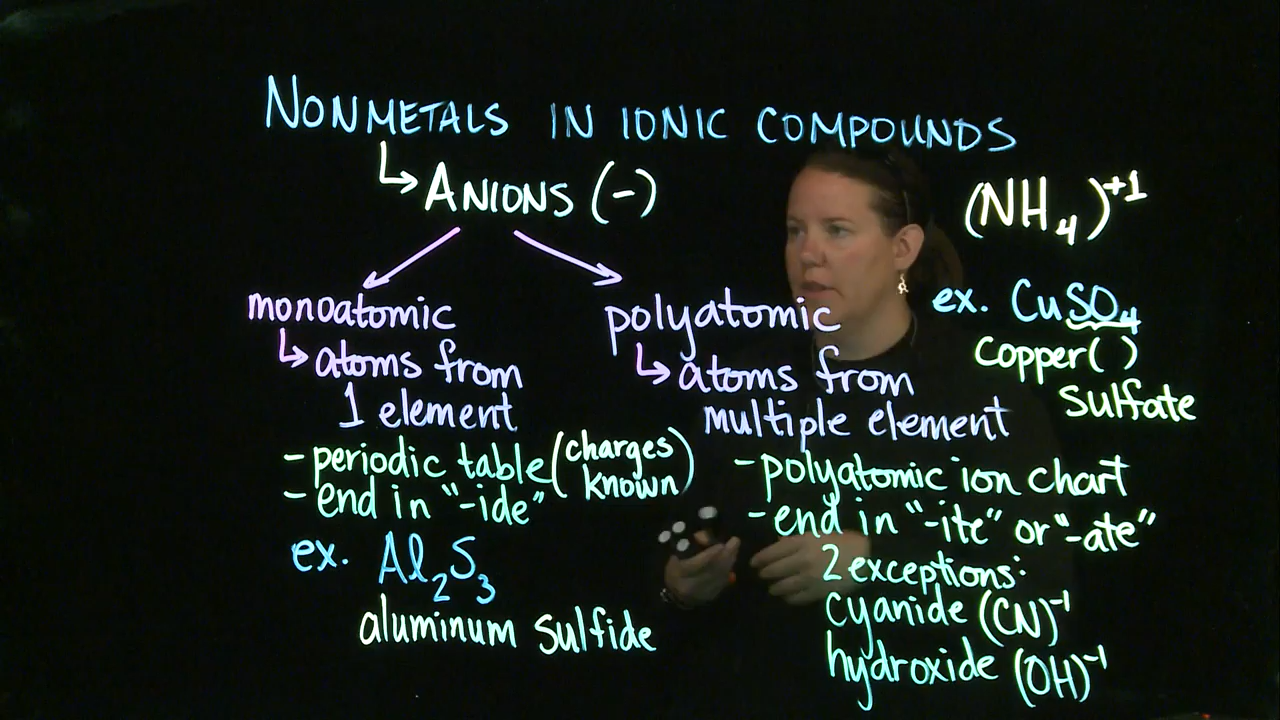 NONMETALS IN IONIC COMPOUNDS
↳ ANIONS (-)
monoatomic
↳ atoms from
1 element
- periodic table (charges known)
- end in "-ide"
ex. Al₂S₃
aluminum sulfide
polyatomic
↳ atoms from
multiple element
- polyatomic ion chart
- end in "-ite" or "-ate"
2 exceptions:
cyanide (CN)⁻¹
hydroxide (OH)⁻¹
(NH₄)⁺¹
ex. CuSO₄
Copper( )
Sulfate